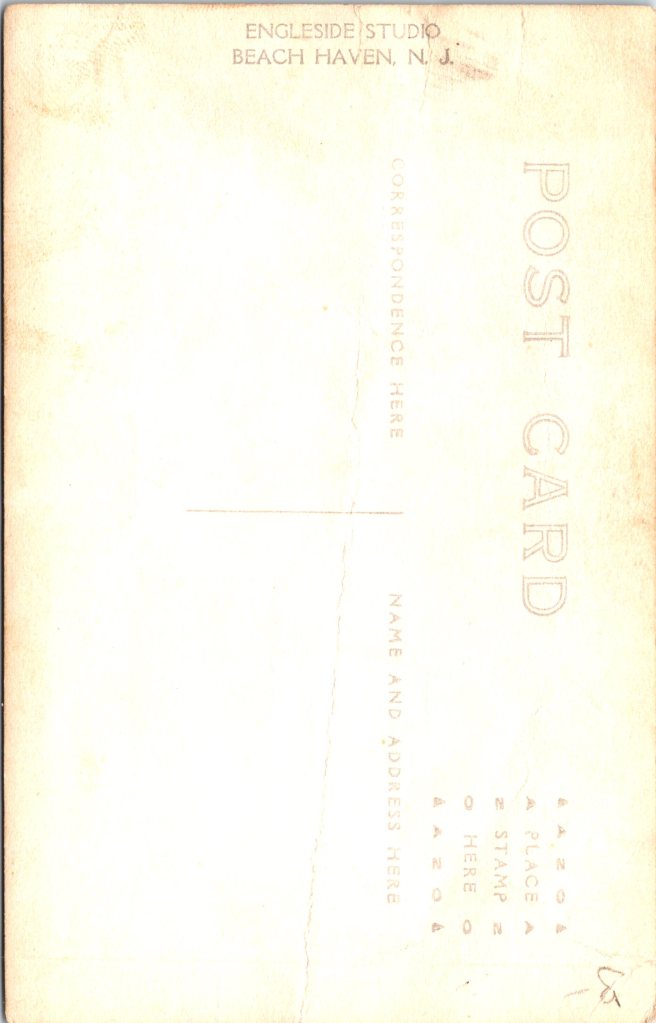 ENGLESIDE STUDIO
BEACH HAVEN, N. J.
POST CARD
CORRESPONDENCE HERE
NAME AND ADDRESS HERE
▲ A Z O ▲
A PLACE A
Z STAMP Z
O HERE O
▲ A Z O ▲